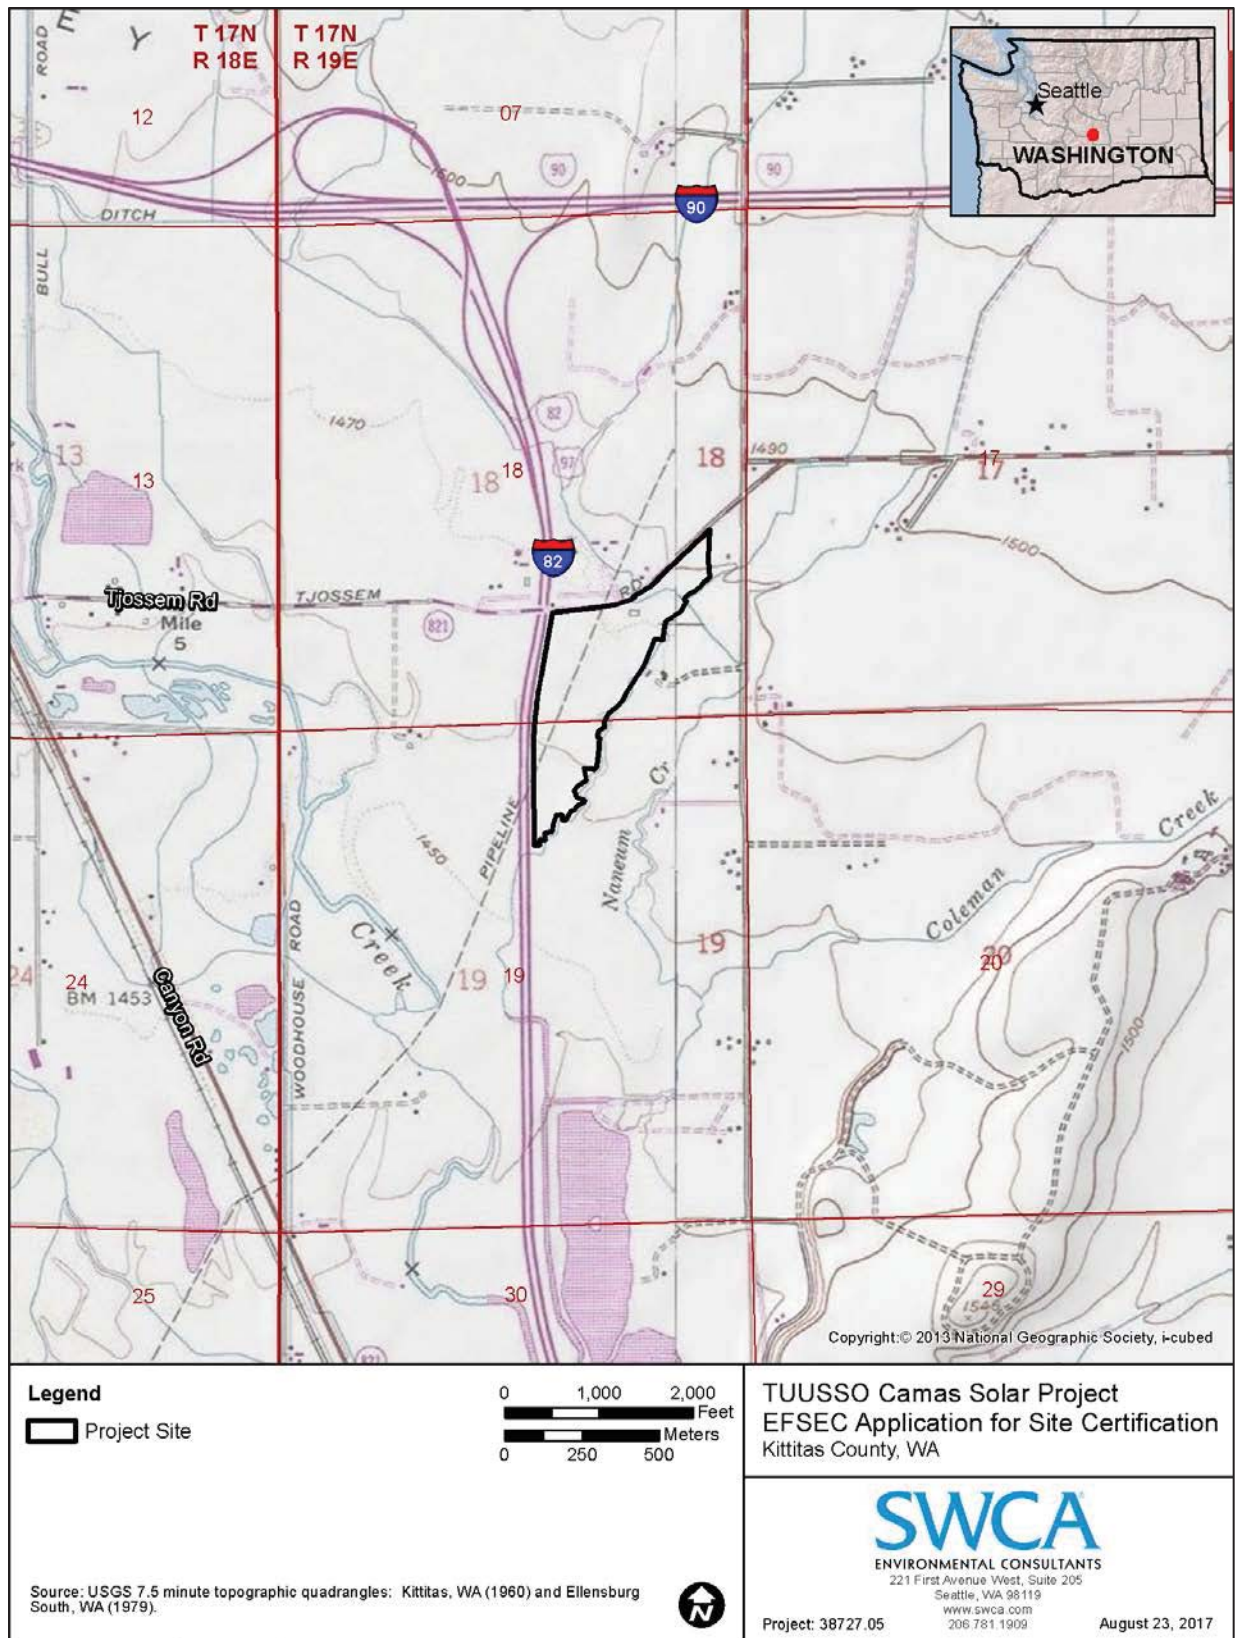 T 17N T 17N
R 18E R 19E
ROAD
E
Y
12
07
Seattle
WASHINGTON
1500
90
90
90
DITCH
BULL
1470
82
97
13
13
18
18
18
1490
17
17
82
1500
Tjossem Rd
TJOSSEM
RD
Mile
5
821
Cr
Naneum
PIPELINE
1450
Creek
Coleman
Creek
ROAD
WOODHOUSE
24
24
BM 1453
Canyon Rd
19
19
19
20
20
1500
25
30
29
1546
821
Copyright:© 2013 National Geographic Society, i-cubed
Legend
Project Site
0 1,000 2,000
Feet
Meters
0 250 500
Source: USGS 7.5 minute topographic quadrangles: Kittitas, WA (1960) and Ellensburg
South, WA (1979).
N
TUUSSO Camas Solar Project
EFSEC Application for Site Certification
Kittitas County, WA
SWCA
ENVIRONMENTAL CONSULTANTS
221 First Avenue West, Suite 205
Seattle, WA 98119
www.swca.com
206.781.1909
Project: 38727.05
August 23, 2017